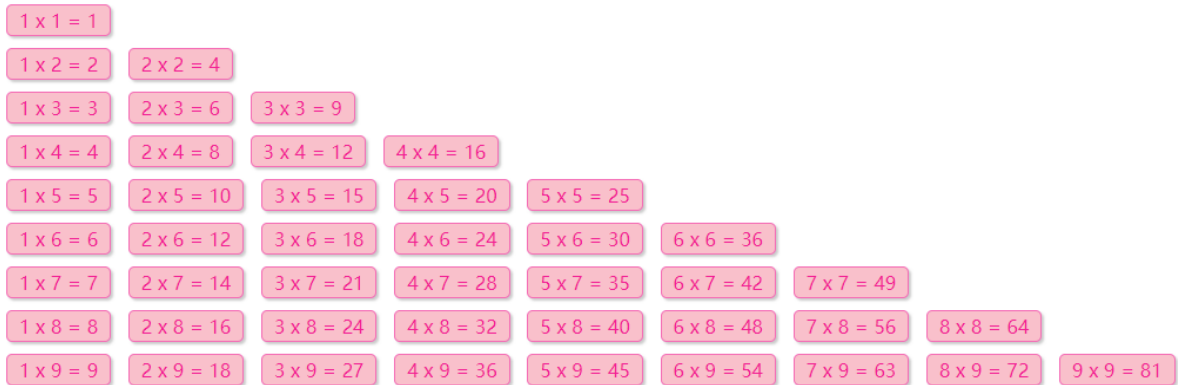 1 x 1 = 1
1 x 2 = 2 2 x 2 = 4
1 x 3 = 3 2 x 3 = 6 3 x 3 = 9
1 x 4 = 4 2 x 4 = 8 3 x 4 = 12 4 x 4 = 16
1 x 5 = 5 2 x 5 = 10 3 x 5 = 15 4 x 5 = 20 5 x 5 = 25
1 x 6 = 6 2 x 6 = 12 3 x 6 = 18 4 x 6 = 24 5 x 6 = 30 6 x 6 = 36
1 x 7 = 7 2 x 7 = 14 3 x 7 = 21 4 x 7 = 28 5 x 7 = 35 6 x 7 = 42 7 x 7 = 49
1 x 8 = 8 2 x 8 = 16 3 x 8 = 24 4 x 8 = 32 5 x 8 = 40 6 x 8 = 48 7 x 8 = 56 8 x 8 = 64
1 x 9 = 9 2 x 9 = 18 3 x 9 = 27 4 x 9 = 36 5 x 9 = 45 6 x 9 = 54 7 x 9 = 63 8 x 9 = 72 9 x 9 = 81